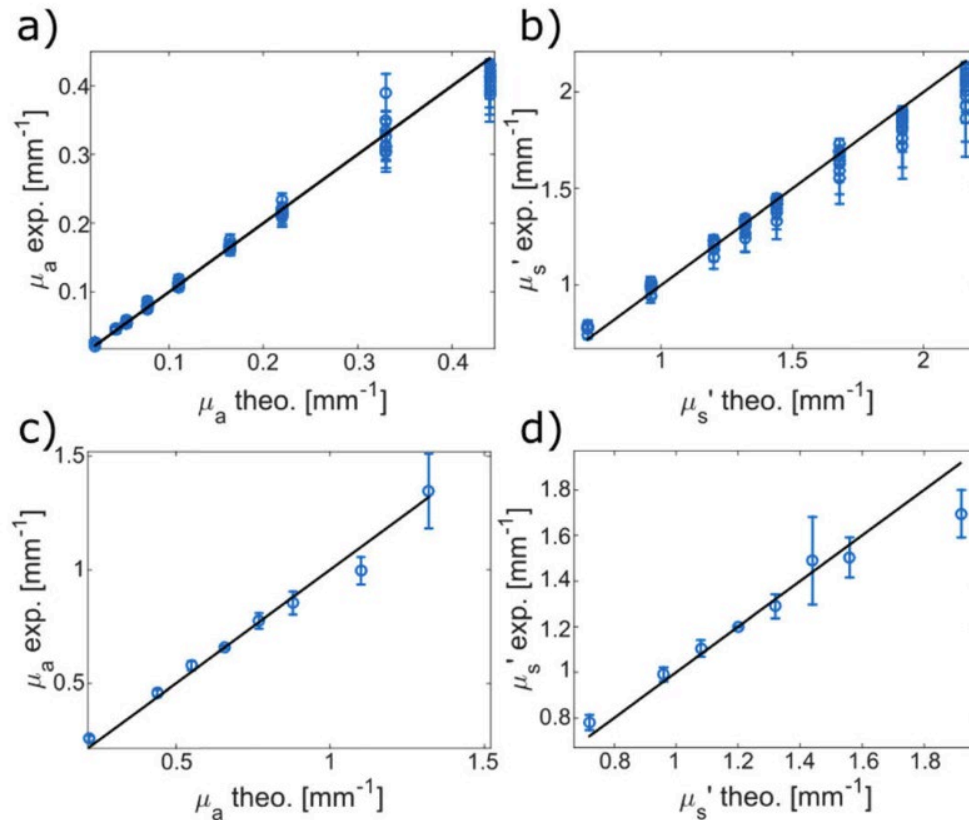 a)
0.4
0.3
0.2
0.1
μa exp. [mm-1]
0.1 0.2 0.3 0.4
μa theo. [mm-1]
b)
2
1.5
1
μs' exp. [mm-1]
1 1.5 2
μs' theo. [mm-1]
c)
1.5
1
0.5
μa exp. [mm-1]
0.5 1 1.5
μa theo. [mm-1]
d)
1.8
1.6
1.4
1.2
1
0.8
μs' exp. [mm-1]
0.8 1 1.2 1.4 1.6 1.8
μs' theo. [mm-1]